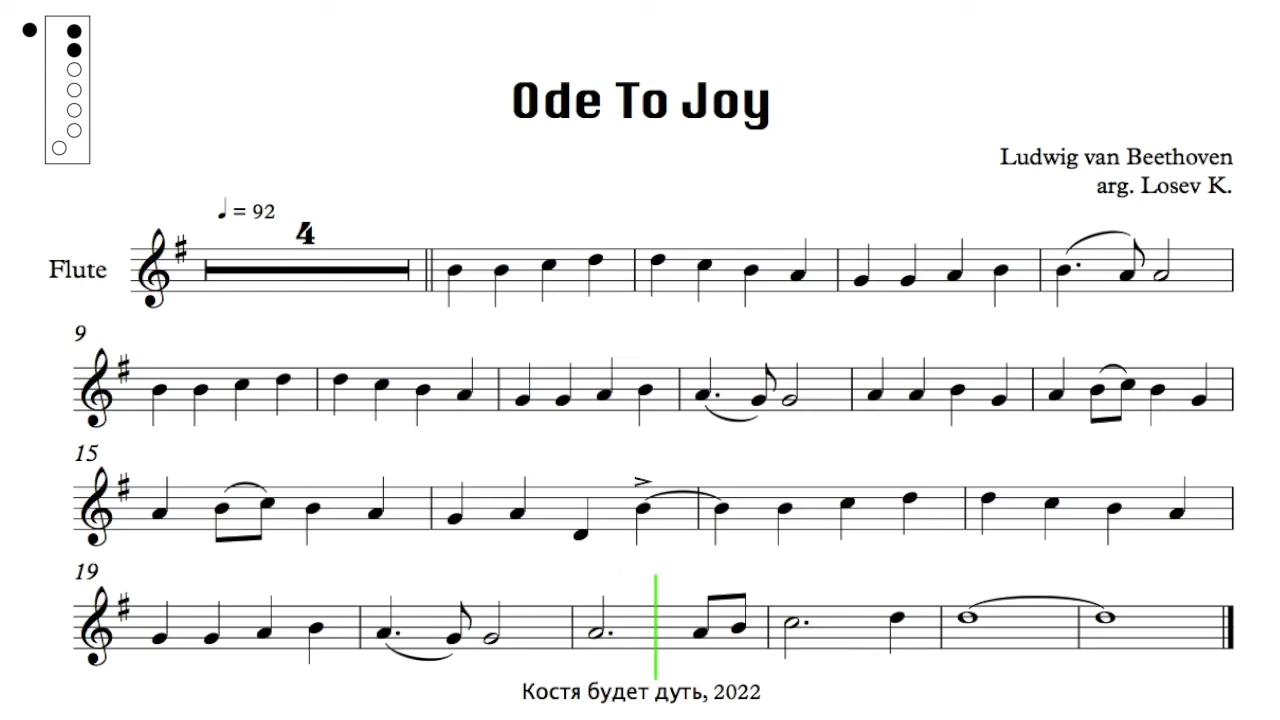 Ode To Joy
Ludwig van Beethoven
arg. Losev K.
♩ = 92
4
Flute
9
15
19
Костя будет дуть, 2022